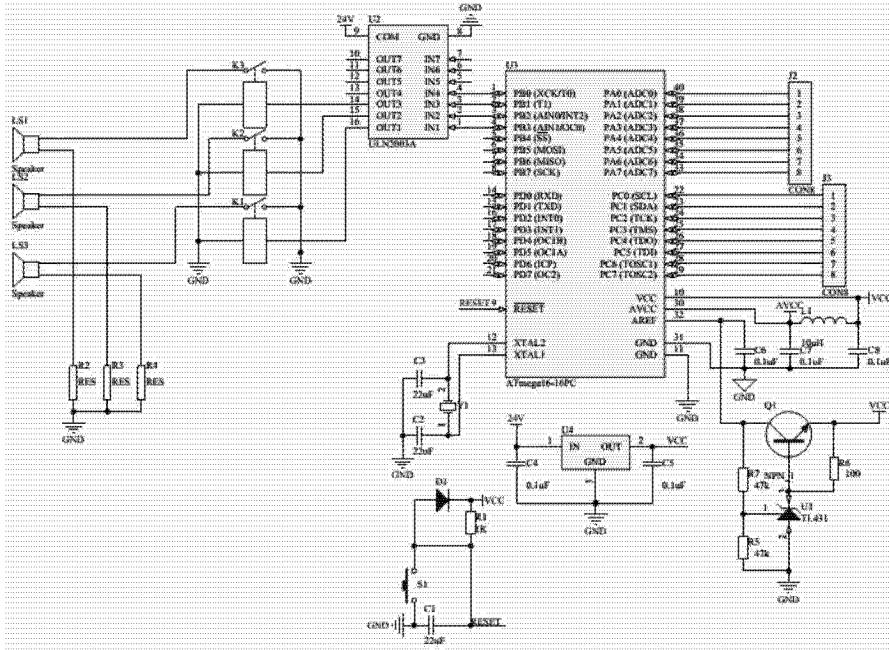 GND
24V
U2
9
COM
GND
8
10
OUT7
IN7
7
11
OUT6
IN6
6
12
OUT5
IN5
5
13
OUT4
IN4
4
14
OUT3
IN3
3
15
OUT2
IN2
2
16
OUT1
IN1
1
ULN2003A
K3
K2
K1
LS1
Speaker
LS2
Speaker
LS3
Speaker
GND
GND
R2
RES
R3
RES
R4
RES
GND
PB0 (XCK/T0)
PA0 (ADC0)
40
PB1 (T1)
PA1 (ADC1)
PB2 (AIN0/INT2)
PA2 (ADC2)
PB3 (AIN1/OC0)
PA3 (ADC3)
PB4 (SS)
PA4 (ADC4)
PB5 (MOSI)
PA5 (ADC5)
PB6 (MISO)
PA6 (ADC6)
PB7 (SCK)
PA7 (ADC7)
14
PD0 (RXD)
PC0 (SCL)
22
PD1 (TXD)
PC1 (SDA)
PD2 (INT0)
PC2 (TCK)
PD3 (INT1)
PC3 (TMS)
PD4 (OC1B)
PC4 (TDO)
PD5 (OC1A)
PC5 (TDI)
PD6 (ICP)
PC6 (TOSC1)
PD7 (OC2)
PC7 (TOSC2)
VCC
10
AVCC
30
AREF
32
RESET 9
RESET
12
XTAL2
GND
31
13
XTAL1
GND
11
ATmega16-16PC
J2
1
2
3
4
5
6
7
8
CON8
J3
1
2
3
4
5
6
7
8
CON8
VCC
AVCC
L1
10uH
C6
0.1uF
C7
0.1uF
C8
0.1uF
GND
GND
C3
22uF
2
Y1
1
C2
22uF
GND
24V
U4
1
IN
OUT
2
VCC
GND
C4
0.1uF
C5
0.1uF
GND
Q1
VCC
R7
47k
R6
100
1
TL431
R5
47k
GND
D1
VCC
R1
1K
S1
GND
C1
22uF
RESET